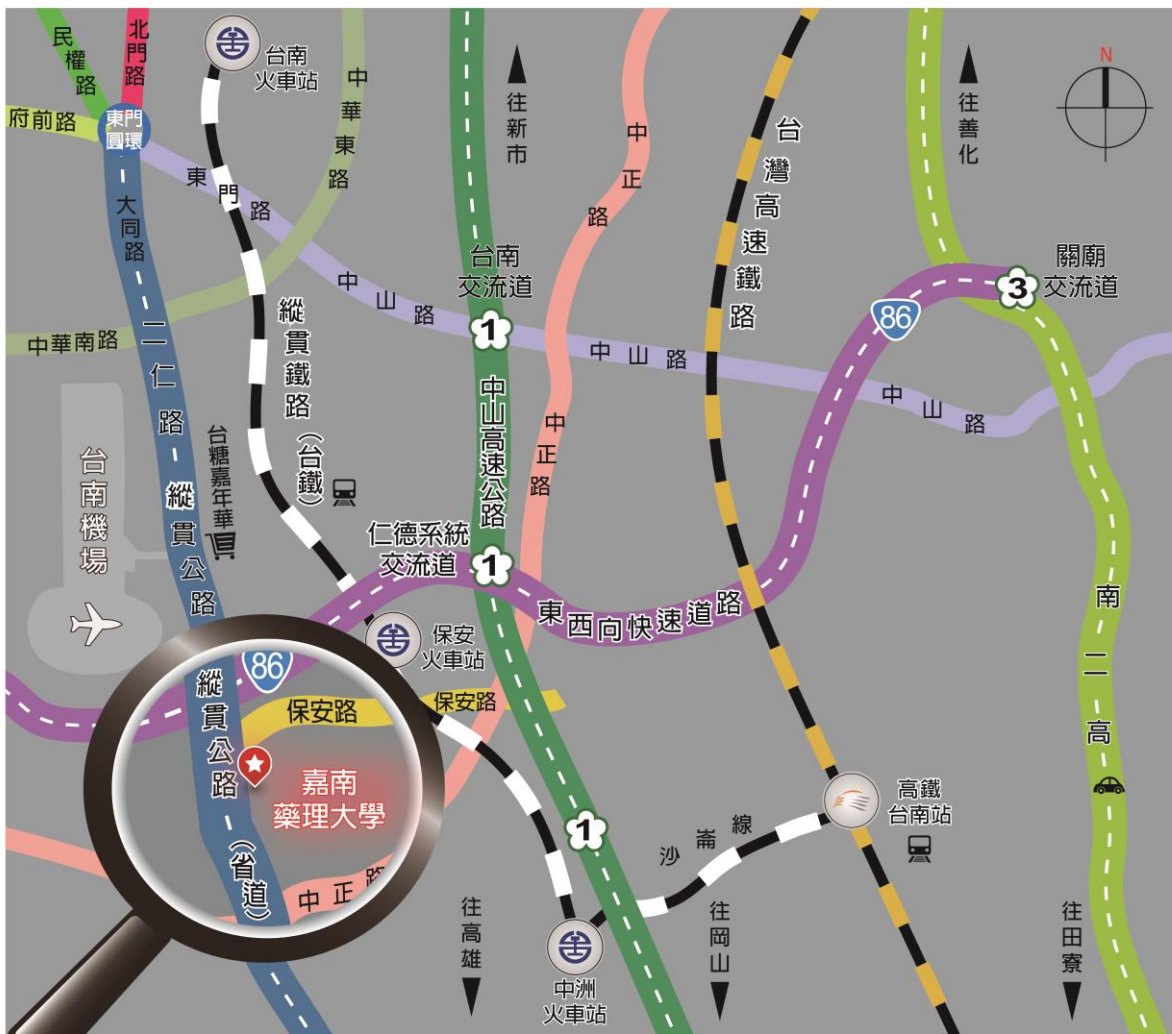 民權路
北門路
台南
火車站
中華東路
往新市
中正路
台灣高速鐵路
往善化
N
府前路
東門
圓環
東門路
大同路
中山路
台南
交流道
1
關廟
交流道
3
86
中華南路
二仁路
縱貫鐵路(台鐵)
中山路
中山路
中山高速公路
中正路
台糖嘉年華
台南機場
縱貫公路
仁德系統
交流道
1
東西向快速道路
南二高
保安
火車站
86
縱貫公路(省道)
保安路
保安路
嘉南
藥理大學
高鐵
台南站
1
沙崙線
中正路
往高雄
往岡山
往田寮
中洲
火車站